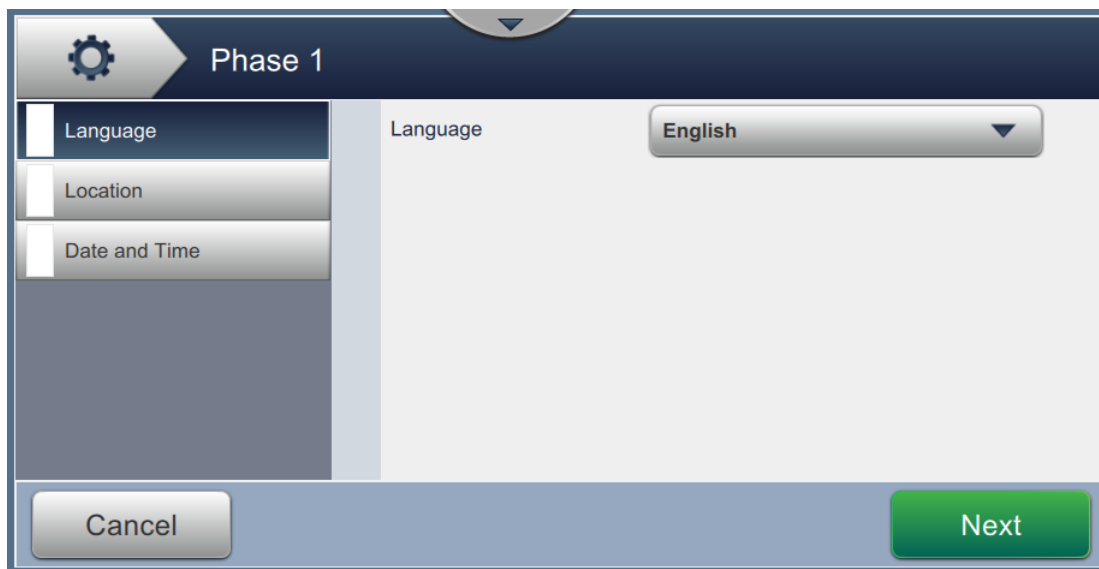 Phase 1
Language
Location
Date and Time
Language English
Cancel
Next